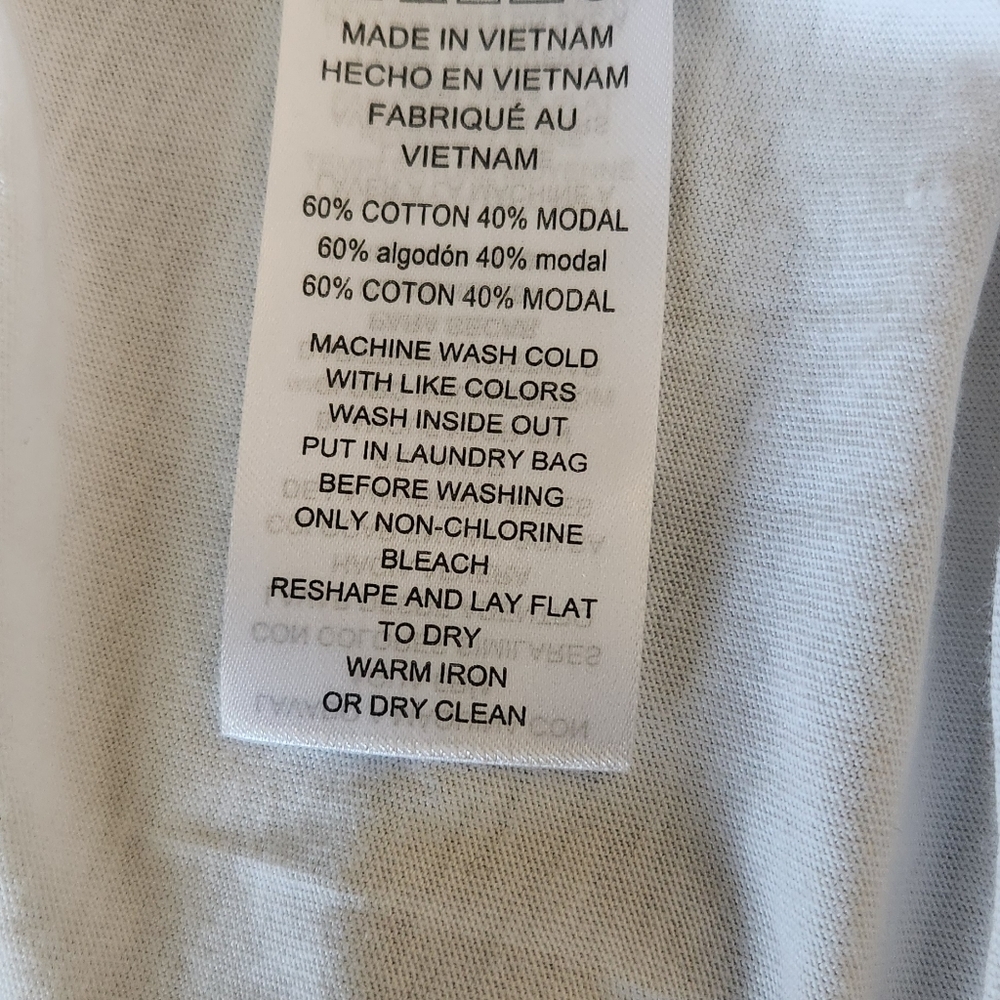 MADE IN VIETNAM
HECHO EN VIETNAM
FABRIQUÉ AU
VIETNAM
60% COTTON 40% MODAL
60% algodón 40% modal
60% COTON 40% MODAL
MACHINE WASH COLD
WITH LIKE COLORS
WASH INSIDE OUT
PUT IN LAUNDRY BAG
BEFORE WASHING
ONLY NON-CHLORINE
BLEACH
RESHAPE AND LAY FLAT
TO DRY
WARM IRON
OR DRY CLEAN